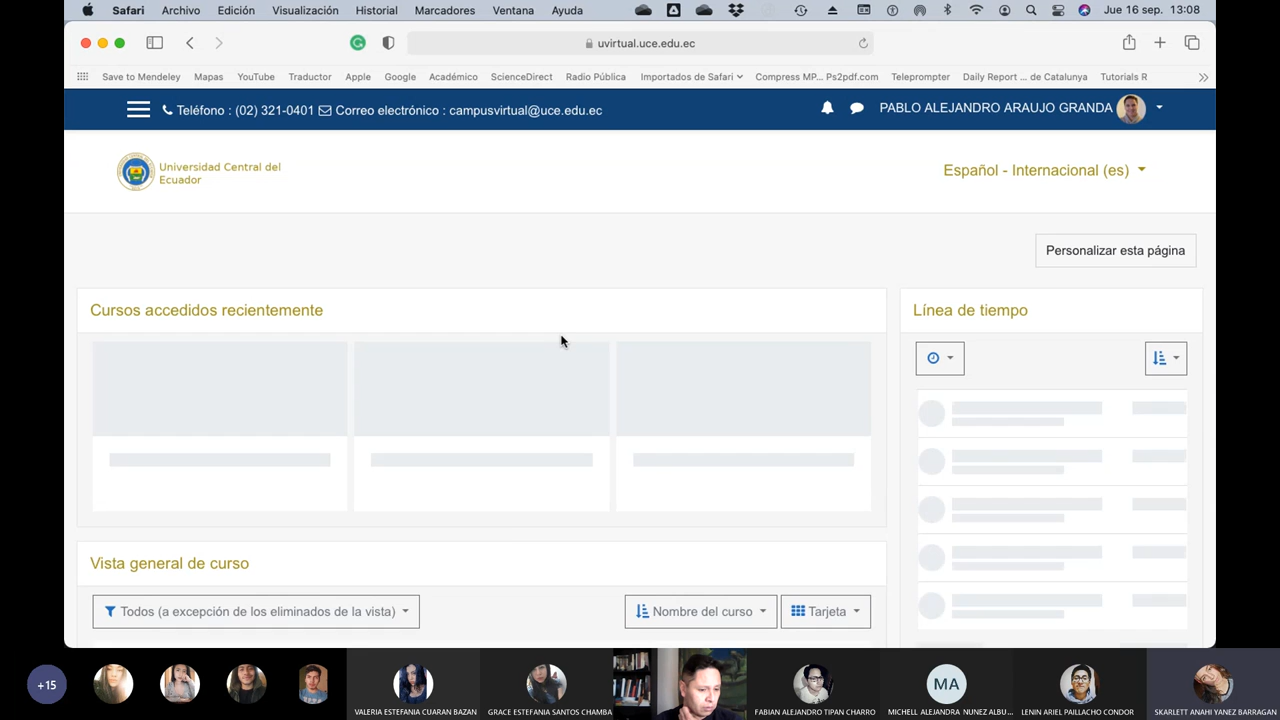 Safari Archivo Edición Visualización Historial Marcadores Ventana Ayuda Jue 16 sep. 13:08
uvirtual.uce.edu.ec
Save to Mendeley Mapas YouTube Traductor Apple Google Académico ScienceDirect Radio Pública Importados de Safari Compress MP... Ps2pdf.com Teleprompter Daily Report ... de Catalunya Tutorials R
Teléfono : (02) 321-0401 Correo electrónico : campusvirtual@uce.edu.ec PABLO ALEJANDRO ARAUJO GRANDA
Universidad Central del
Ecuador
Español - Internacional (es)
Personalizar esta página
Cursos accedidos recientemente
Línea de tiempo
Vista general de curso
Todos (a excepción de los eliminados de la vista) Nombre del curso Tarjeta
+15
MA
VALERIA ESTEFANIA CUARAN BAZAN GRACE ESTEFANIA SANTOS CHAMBA FABIAN ALEJANDRO TIPAN CHARRO MICHELL ALEJANDRA NUNEZ ALBU... LENIN ARIEL PAILLACHO CONDOR SKARLETT ANAHI YANEZ BARRAGAN